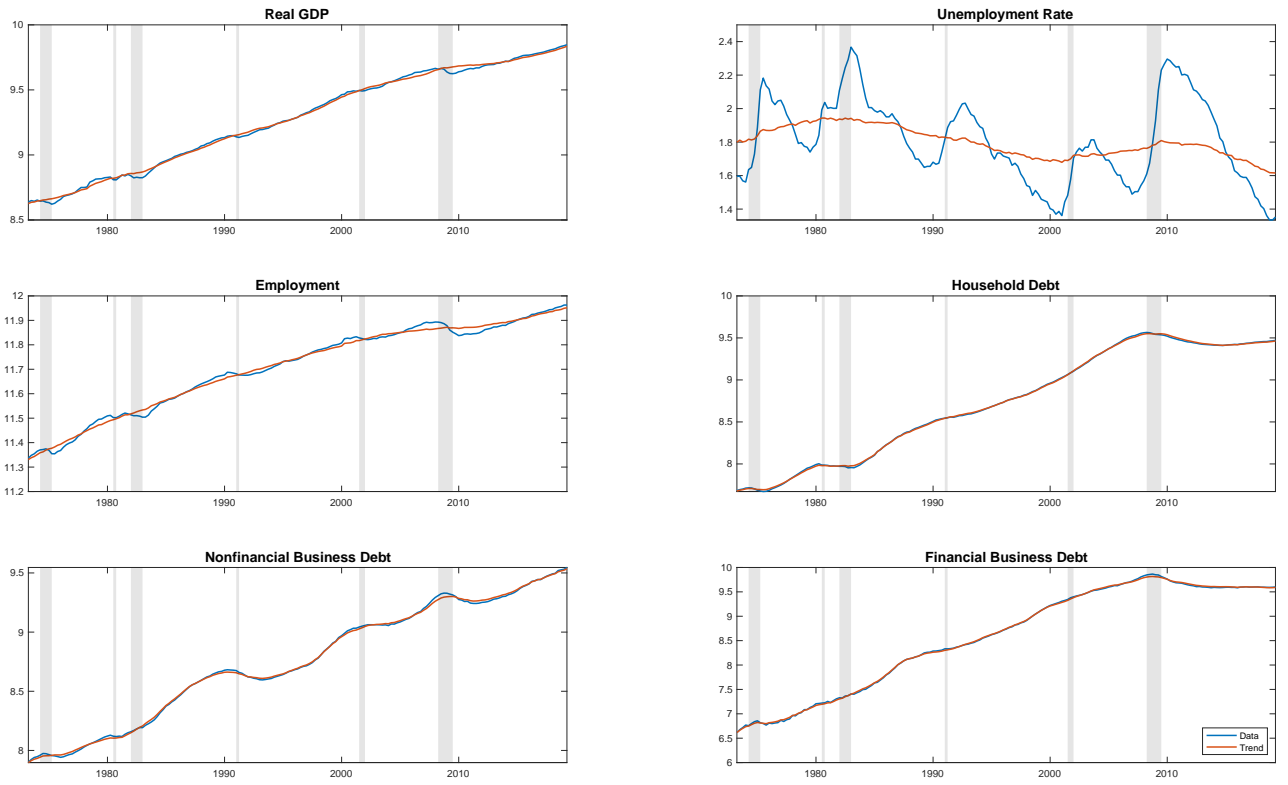 Real GDP
10
9.5
9
8.5
1980 1990 2000 2010
Unemployment Rate
2.4
2.2
2
1.8
1.6
1.4
1980 1990 2000 2010
Employment
12
11.9
11.8
11.7
11.6
11.5
11.4
11.3
11.2
1980 1990 2000 2010
Household Debt
10
9.5
9
8.5
8
1980 1990 2000 2010
Nonfinancial Business Debt
9.5
9
8.5
8
1980 1990 2000 2010
Financial Business Debt
10
9.5
9
8.5
8
7.5
7
6.5
6
1980 1990 2000 2010
Data
Trend